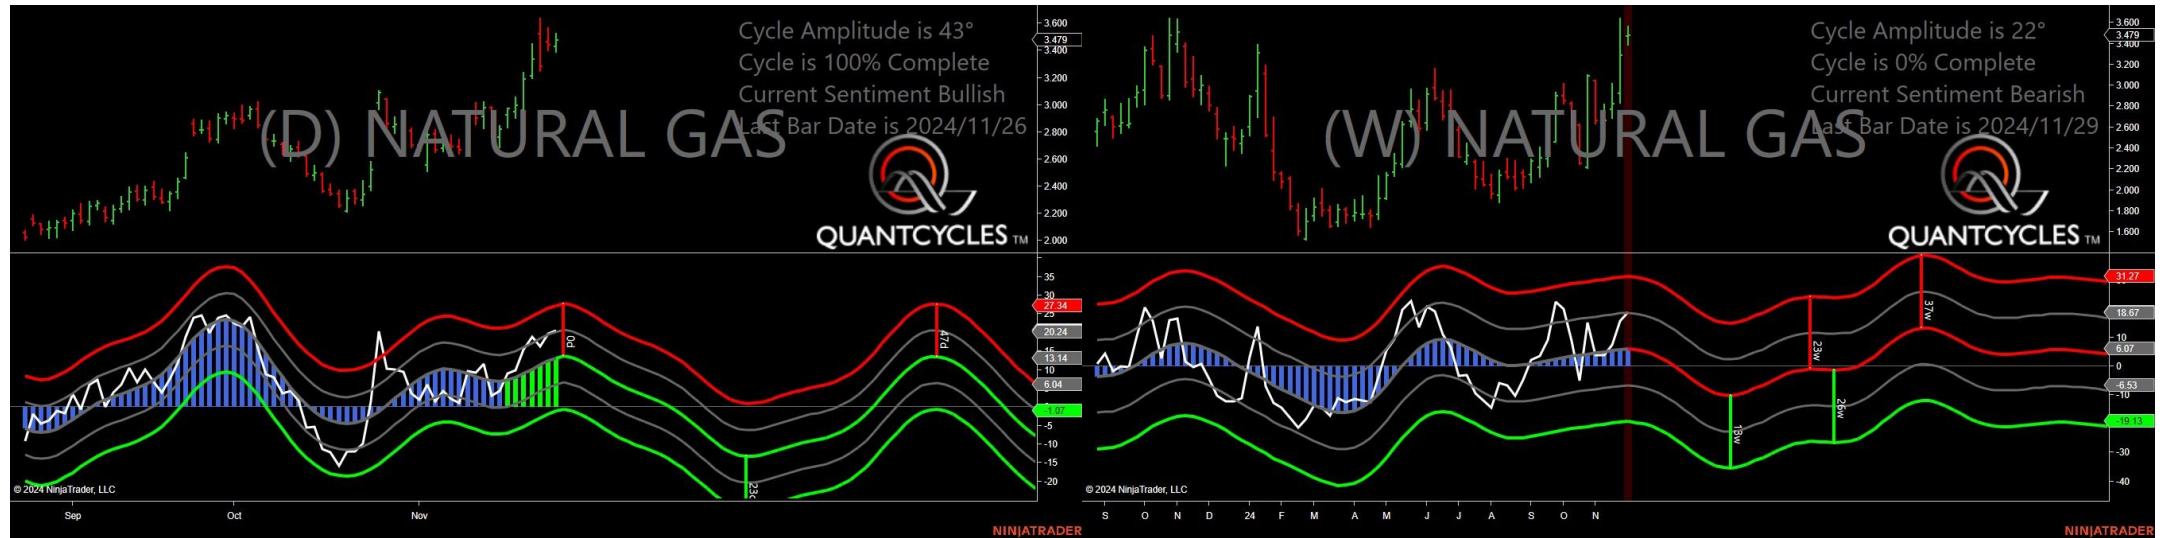 Cycle Amplitude is 43°
Cycle is 100% Complete
Current Sentiment Bullish
Last Bar Date is 2024/11/26
(D) NATURAL GAS
QUANTCYCLES TM
3.600
3.479
3.400
3.200
3.000
2.800
2.600
2.400
2.200
2.000
35
30
27.34
25
20.24
15
13.14
10
6.04
-1.07
-5
-10
-15
-20
0d
47d
© 2024 NinjaTrader, LLC
Sep Oct Nov
NINJATRADER
Cycle Amplitude is 22°
Cycle is 0% Complete
Current Sentiment Bearish
Last Bar Date is 2024/11/29
(W) NATURAL GAS
QUANTCYCLES TM
3.600
3.479
3.400
3.200
3.000
2.800
2.600
2.400
2.200
2.000
1.800
1.600
31.27
18.67
10
6.07
0
-6.53
-10
-19.13
-30
-40
23w
37w
26w
© 2024 NinjaTrader, LLC
S O N D 24 F M A M J J A S O N
NINJATRADER